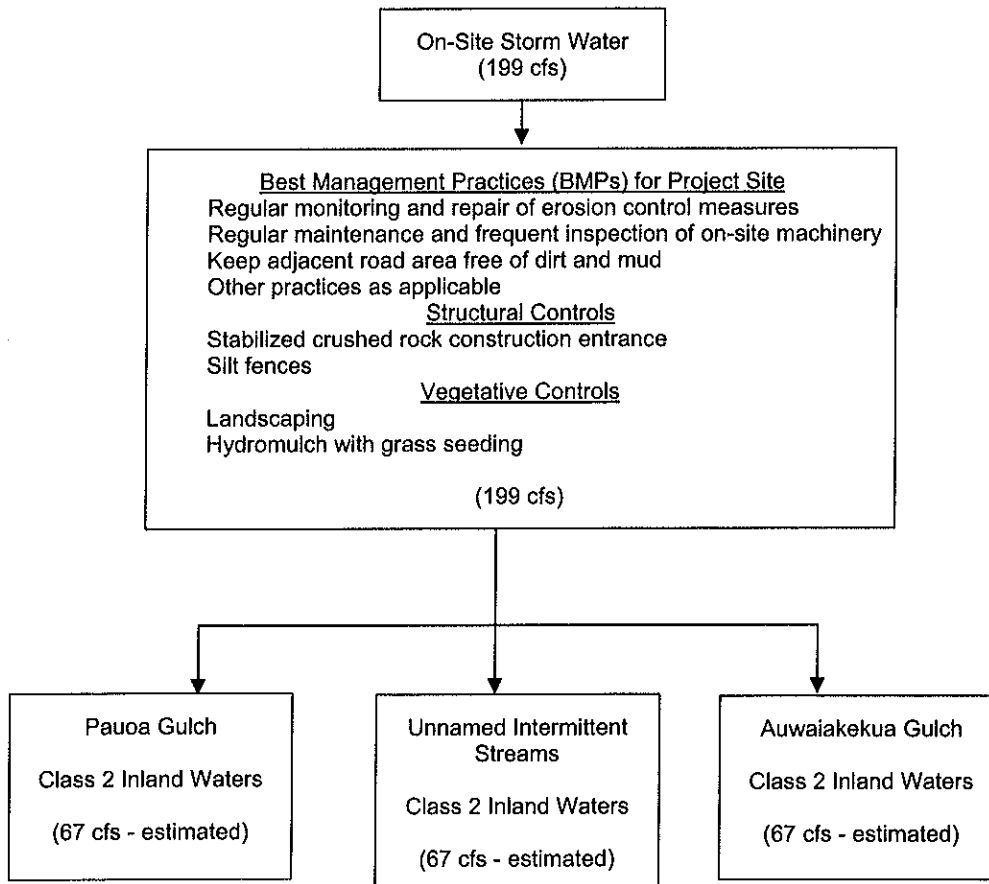 On-Site Storm Water
(199 cfs)
Best Management Practices (BMPs) for Project Site
Regular monitoring and repair of erosion control measures
Regular maintenance and frequent inspection of on-site machinery
Keep adjacent road area free of dirt and mud
Other practices as applicable
Structural Controls
Stabilized crushed rock construction entrance
Silt fences
Vegetative Controls
Landscaping
Hydromulch with grass seeding
(199 cfs)
Pauoa Gulch
Class 2 Inland Waters
(67 cfs - estimated)
Unnamed Intermittent
Streams
Class 2 Inland Waters
(67 cfs - estimated)
Auwaiakekua Gulch
Class 2 Inland Waters
(67 cfs - estimated)